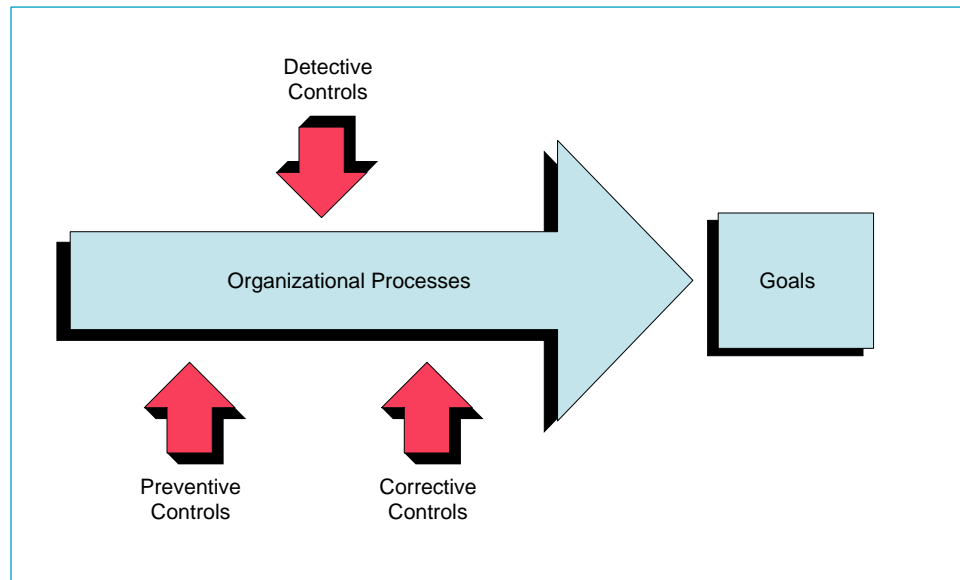 Detective
Controls
Organizational Processes
Goals
Preventive
Controls
Corrective
Controls